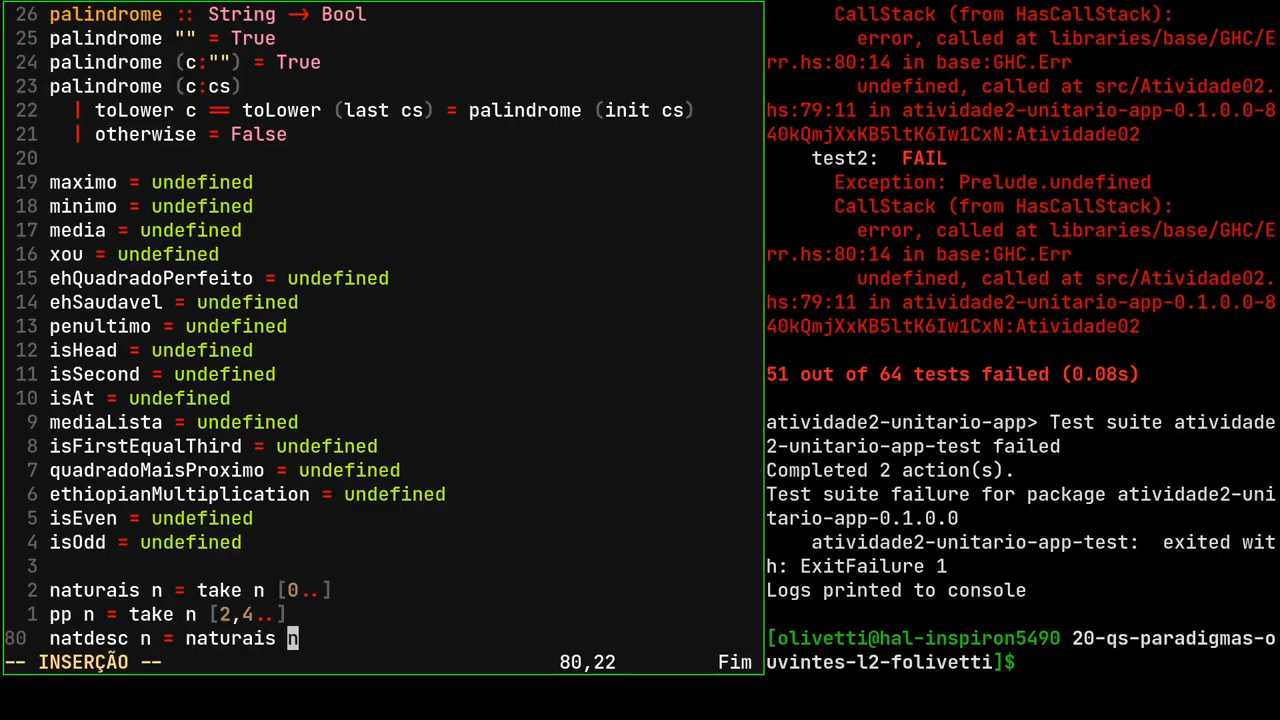 26 palindrome :: String → Bool
25 palindrome "" = True
24 palindrome (c:"") = True
23 palindrome (c:cs)
22   | toLower c == toLower (last cs) = palindrome (init cs)
21   | otherwise = False
20
19 maximo = undefined
18 minimo = undefined
17 media = undefined
16 xou = undefined
15 ehQuadradoPerfeito = undefined
14 ehSaudavel = undefined
13 penultimo = undefined
12 isHead = undefined
11 isSecond = undefined
10 isAt = undefined
9 mediaLista = undefined
8 isFirstEqualThird = undefined
7 quadradoMaisProximo = undefined
6 ethiopianMultiplication = undefined
5 isEven = undefined
4 isOdd = undefined
3
2 naturais n = take n [0..]
1 pp n = take n [2,4..]
80 natdesc n = naturais n
-- INSERÇÃO -- 80,22 Fim
CallStack (from HasCallStack):
error, called at libraries/base/GHC/E
rr.hs:80:14 in base:GHC.Err
undefined, called at src/Atividade02.
hs:79:11 in atividade2-unitario-app-0.1.0.0-8
40kQmjXxKB5ltK6Iw1CxN:Atividade02
test2: FAIL
Exception: Prelude.undefined
CallStack (from HasCallStack):
error, called at libraries/base/GHC/E
rr.hs:80:14 in base:GHC.Err
undefined, called at src/Atividade02.
hs:79:11 in atividade2-unitario-app-0.1.0.0-8
40kQmjXxKB5ltK6Iw1CxN:Atividade02
51 out of 64 tests failed (0.08s)
atividade2-unitario-app> Test suite atividade
2-unitario-app-test failed
Completed 2 action(s).
Test suite failure for package atividade2-uni
tario-app-0.1.0.0
atividade2-unitario-app-test: exited wit
h: ExitFailure 1
Logs printed to console
[olivetti@hal-inspiron5490 20-qs-paradigmas-o
uvintes-l2-folivetti]$